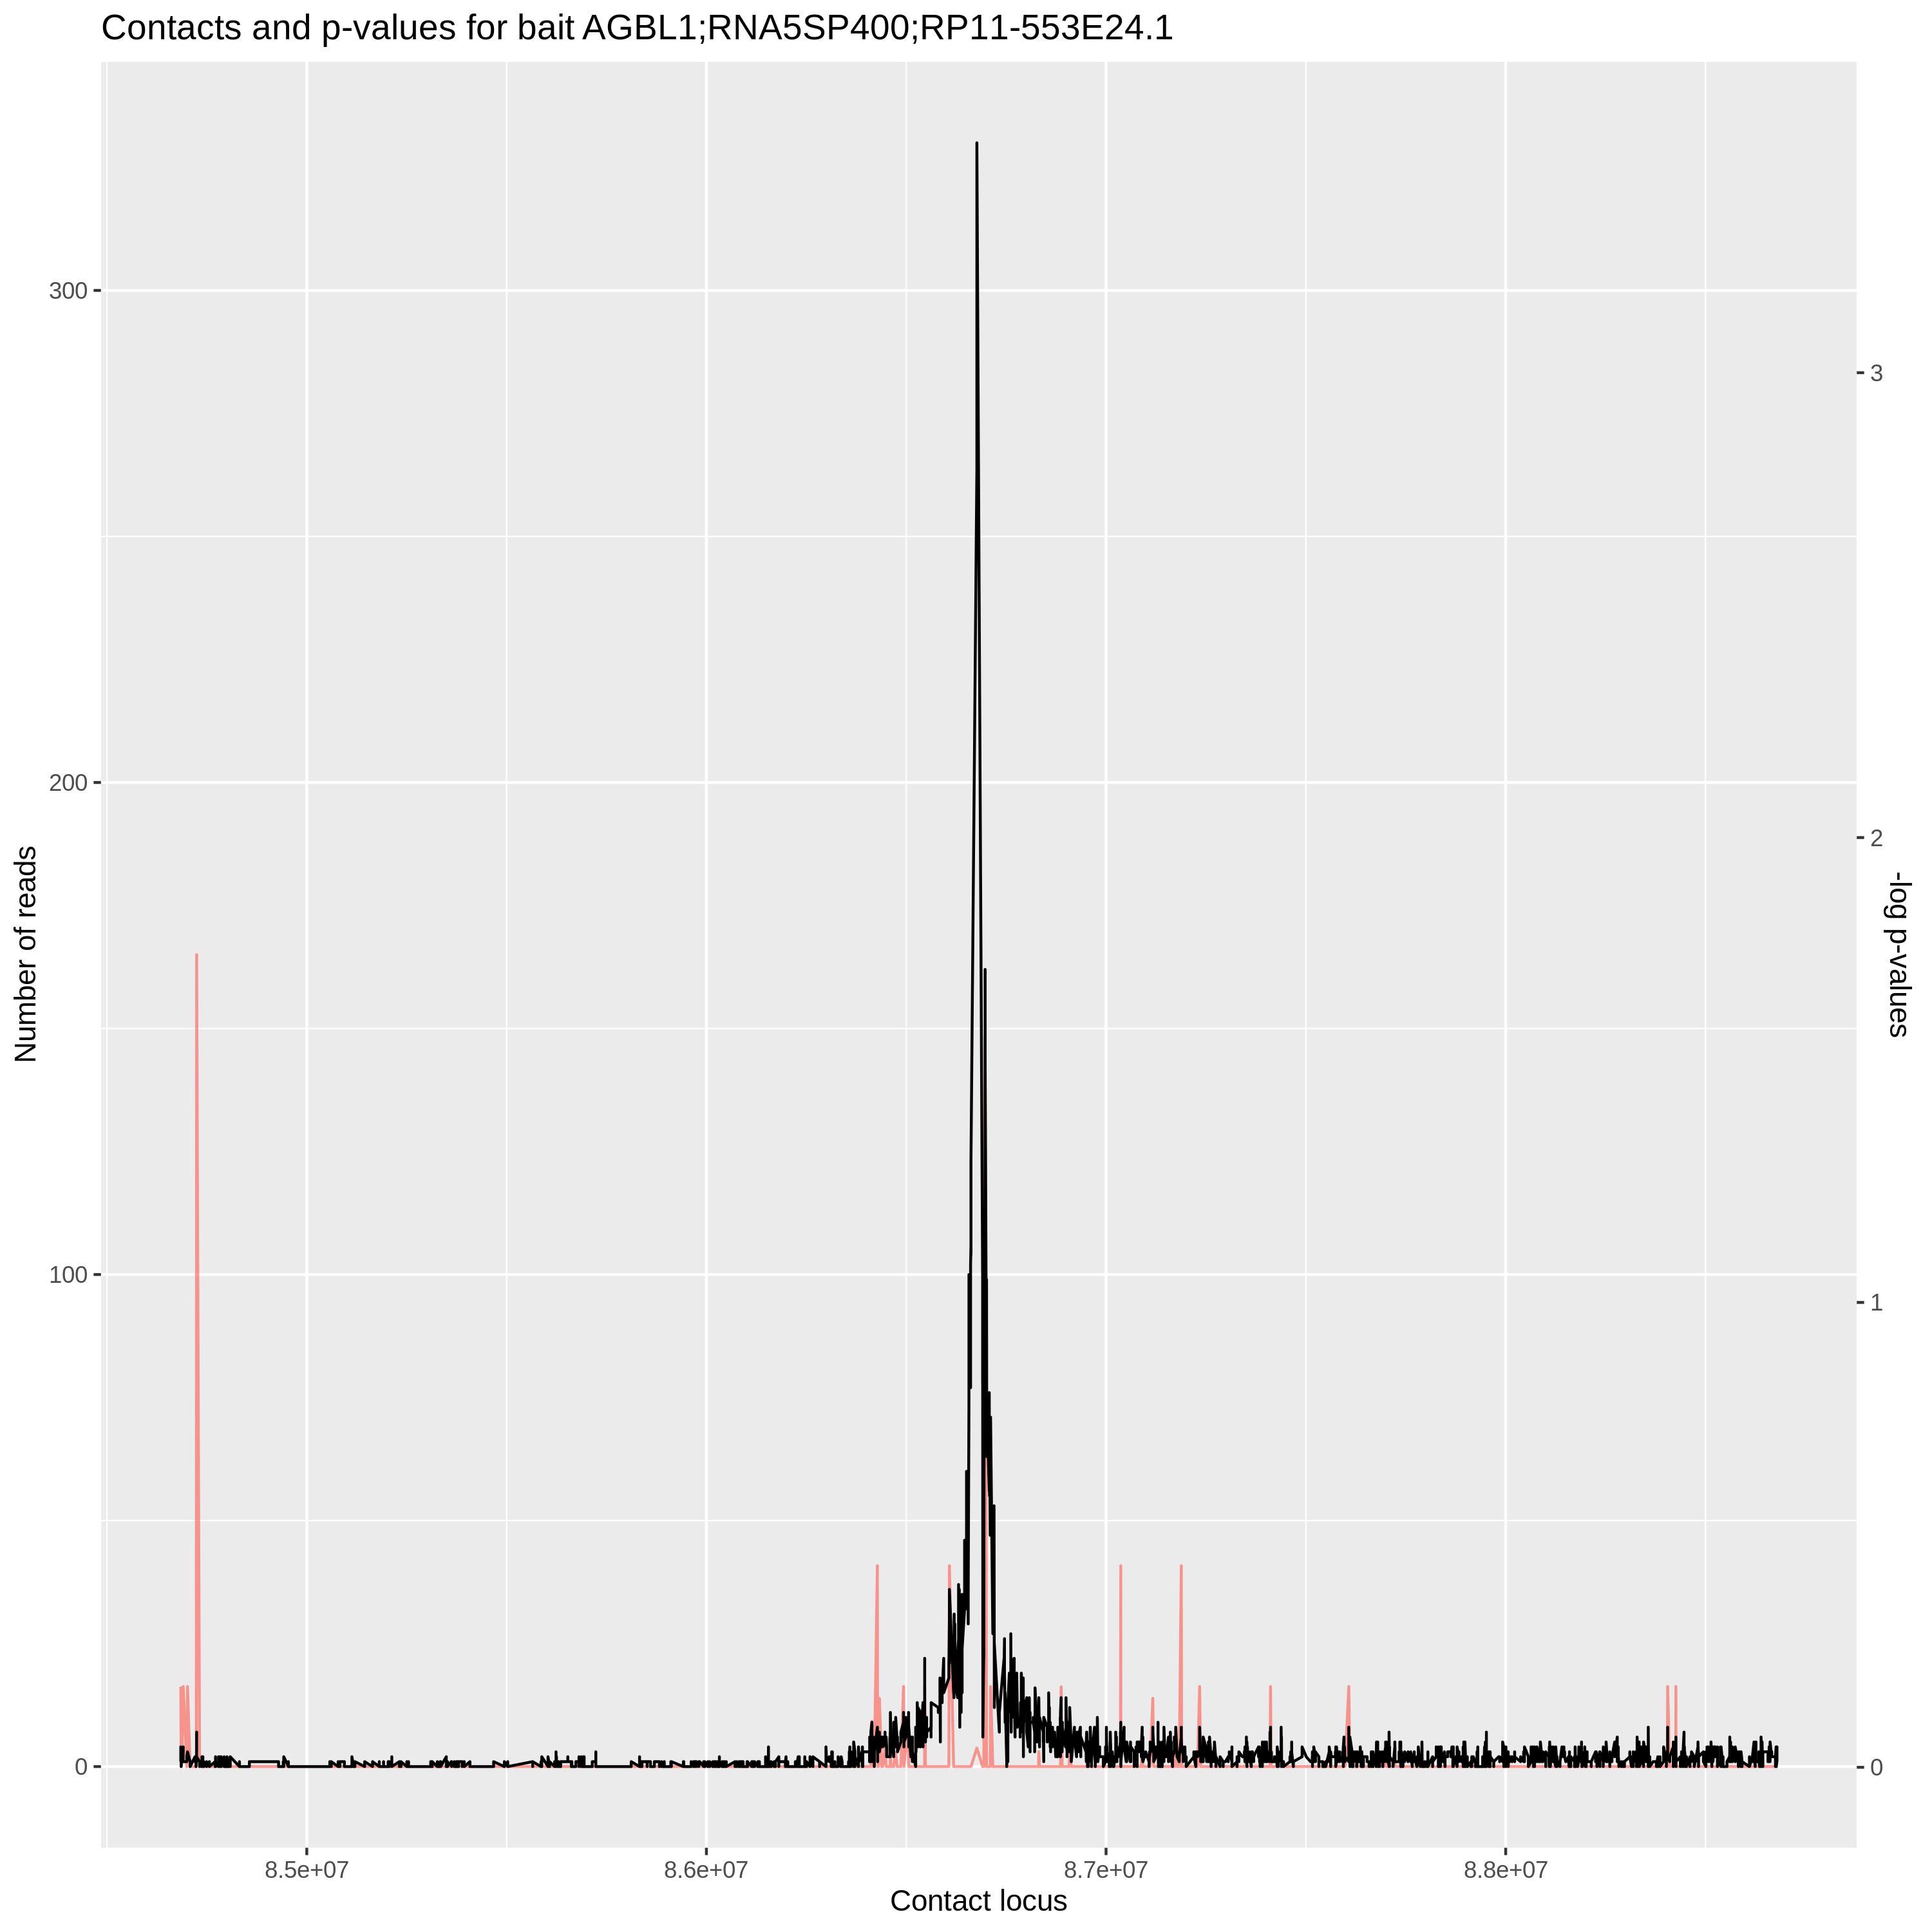 Contacts and p-values for bait AGBL1;RNA5SP400;RP11-553E24.1
300
200
100
0
Number of reads
3
2
1
0
-log p-values
8.5e+07 8.6e+07 8.7e+07 8.8e+07
Contact locus